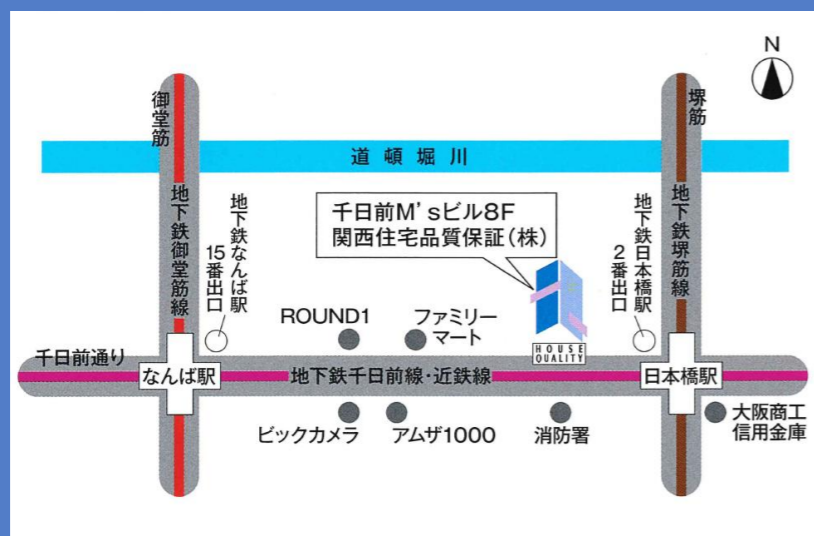 N
御堂筋
堺筋
道頓堀川
地下鉄御堂筋線
地下鉄なんば駅
15番出口
千日前M'sビル8F
関西住宅品質保証(株)
地下鉄日本橋駅
2番出口
地下鉄堺筋線
ROUND1
ファミリー
マート
HOUSE
QUALITY
千日前通り
なんば駅
地下鉄千日前線・近鉄線
日本橋駅
ビックカメラ
アムザ1000
消防署
大阪商工
信用金庫